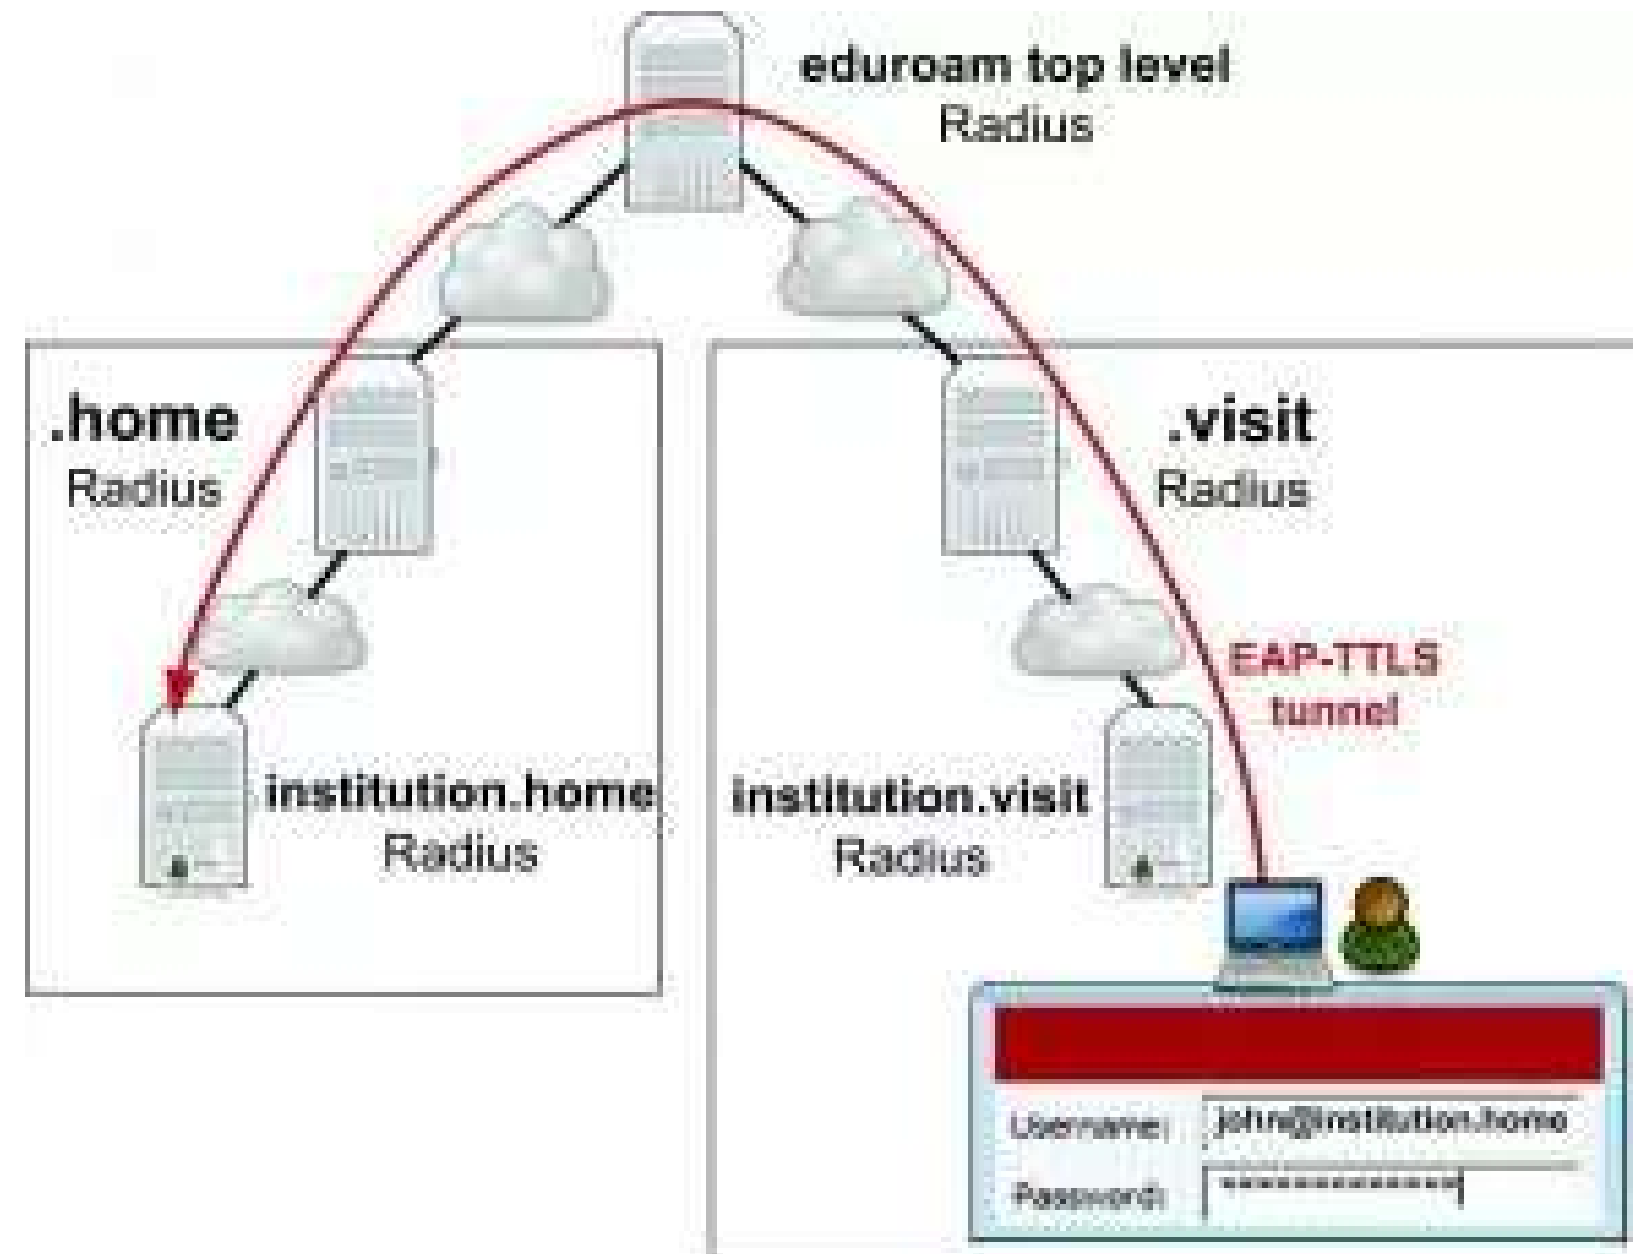 eduroam top level
Radius
.home
Radius
.visit
Radius
EAP-TTLS
tunnel
institution.home
Radius
institution.visit
Radius
Username: john@institution.home
Password: *************